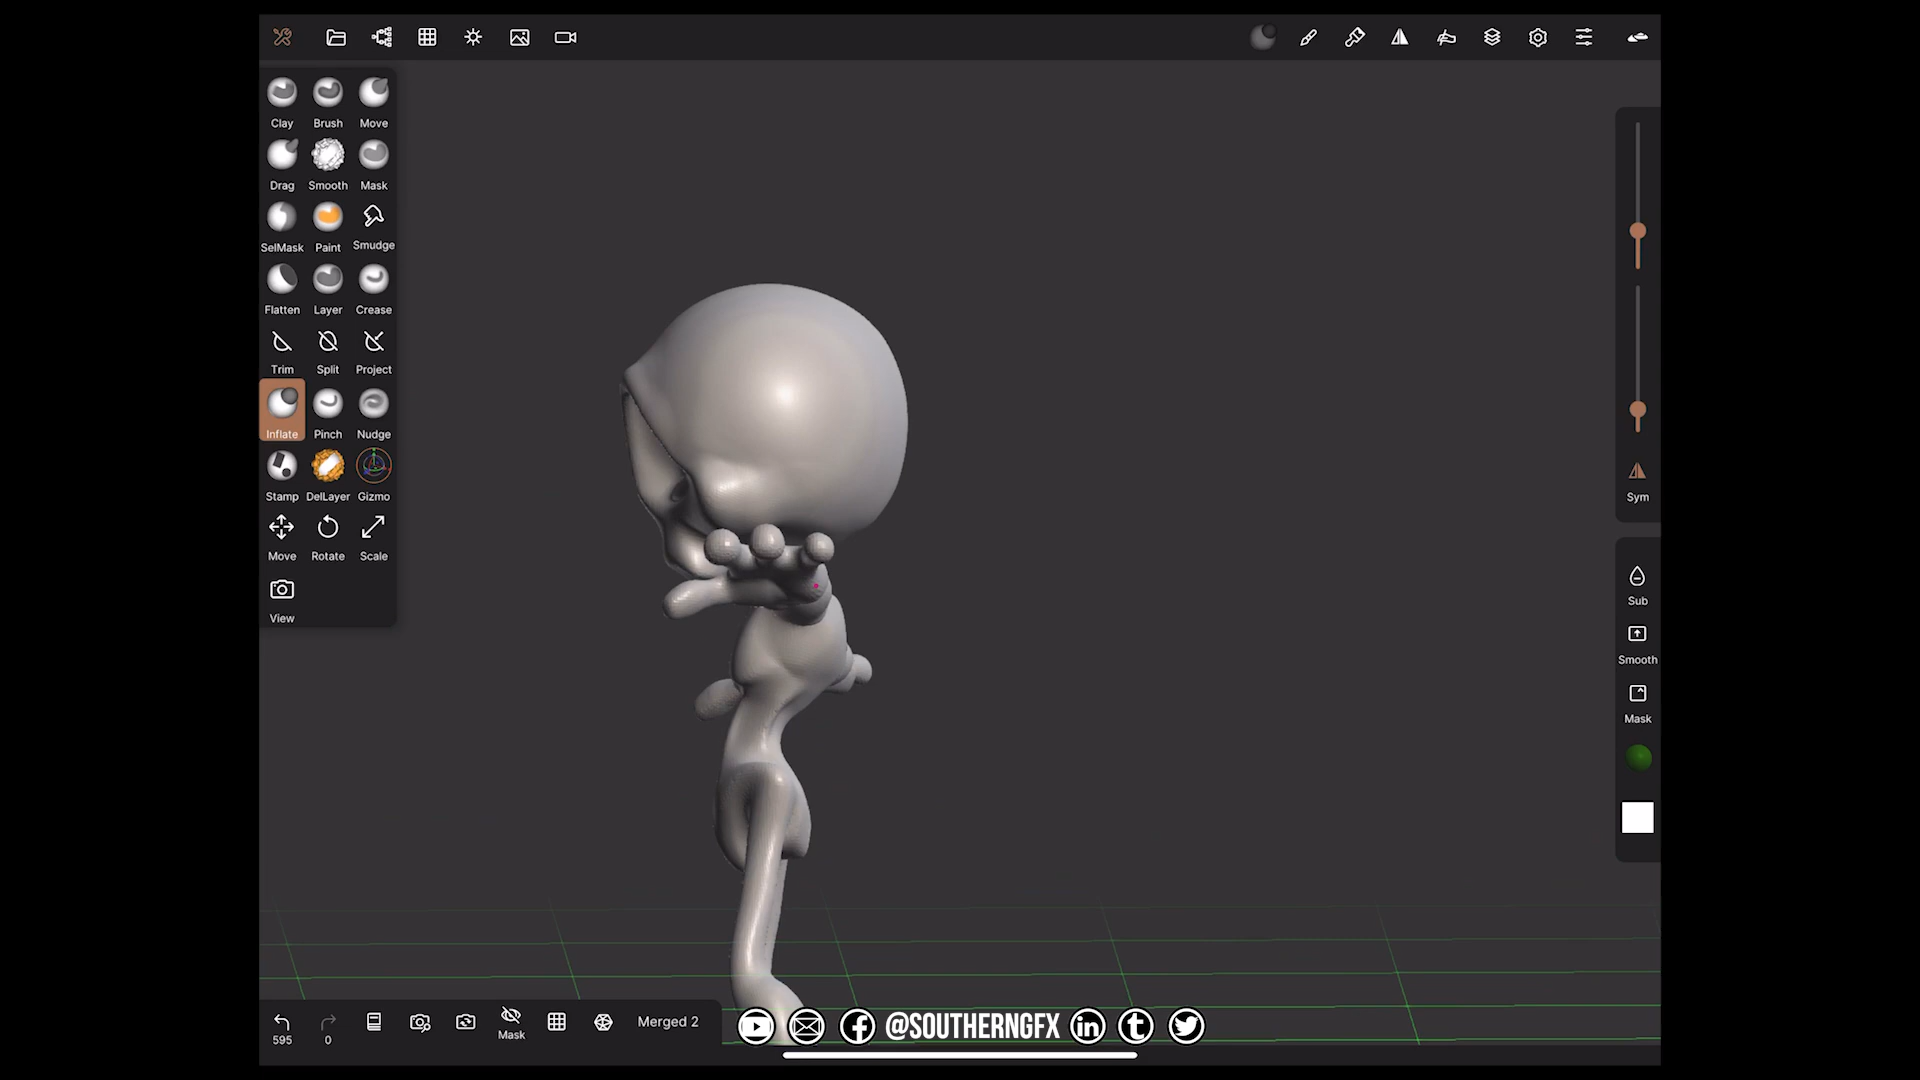 Clay Brush Move
Drag Smooth Mask
SelMask Paint Smudge
Flatten Layer Crease
Trim Split Project
Inflate Pinch Nudge
Stamp DelLayer Gizmo
Move Rotate Scale
View
Sym
Sub
Smooth
Mask
595 0 Mask Merged 2
@SOUTHERNGFX